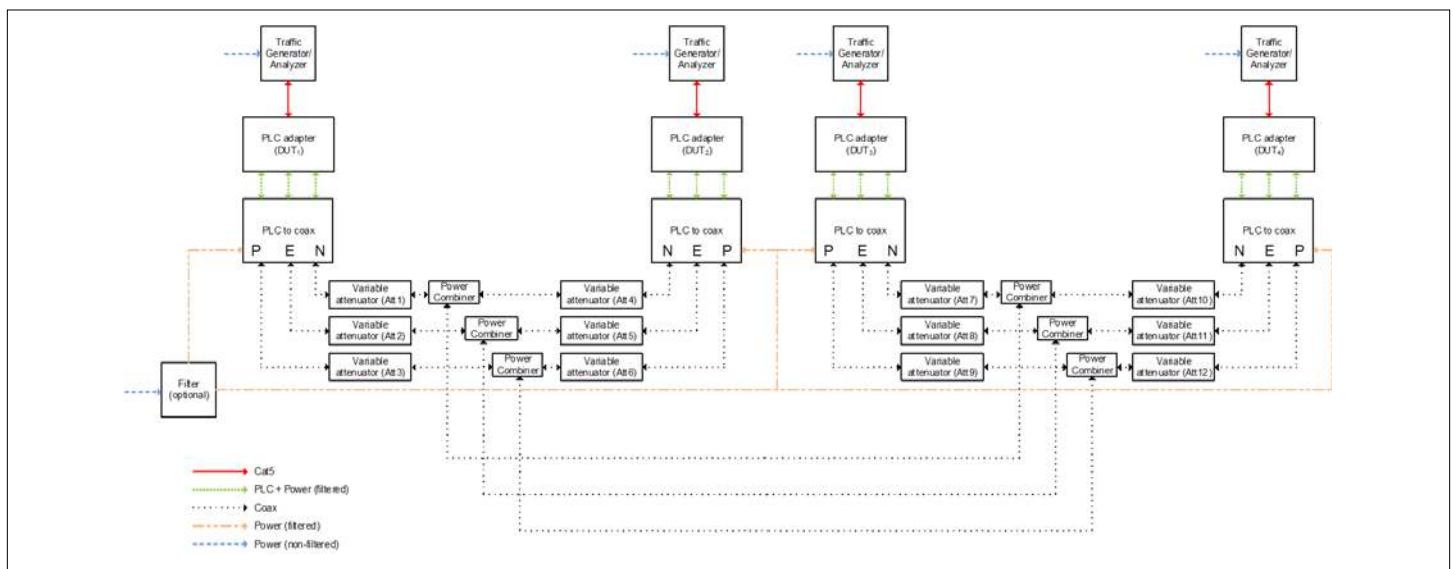 Traffic
Generator/
Analyzer
Traffic
Generator/
Analyzer
Traffic
Generator/
Analyzer
Traffic
Generator/
Analyzer
PLC adapter
(DUT₁)
PLC adapter
(DUT₂)
PLC adapter
(DUT₃)
PLC adapter
(DUT₄)
PLC to coax
P E N
PLC to coax
N E P
PLC to coax
P E N
PLC to coax
N E P
Variable
attenuator (Att1)
Power
Combiner
Variable
attenuator (Att4)
Variable
attenuator (Att2)
Power
Combiner
Variable
attenuator (Att5)
Variable
attenuator (Att3)
Power
Combiner
Variable
attenuator (Att6)
Variable
attenuator (Att7)
Power
Combiner
Variable
attenuator (Att10)
Variable
attenuator (Att8)
Power
Combiner
Variable
attenuator (Att11)
Variable
attenuator (Att9)
Power
Combiner
Variable
attenuator (Att12)
Filter
(optional)
Cat5
PLC + Power (filtered)
Coax
Power (filtered)
Power (non-filtered)